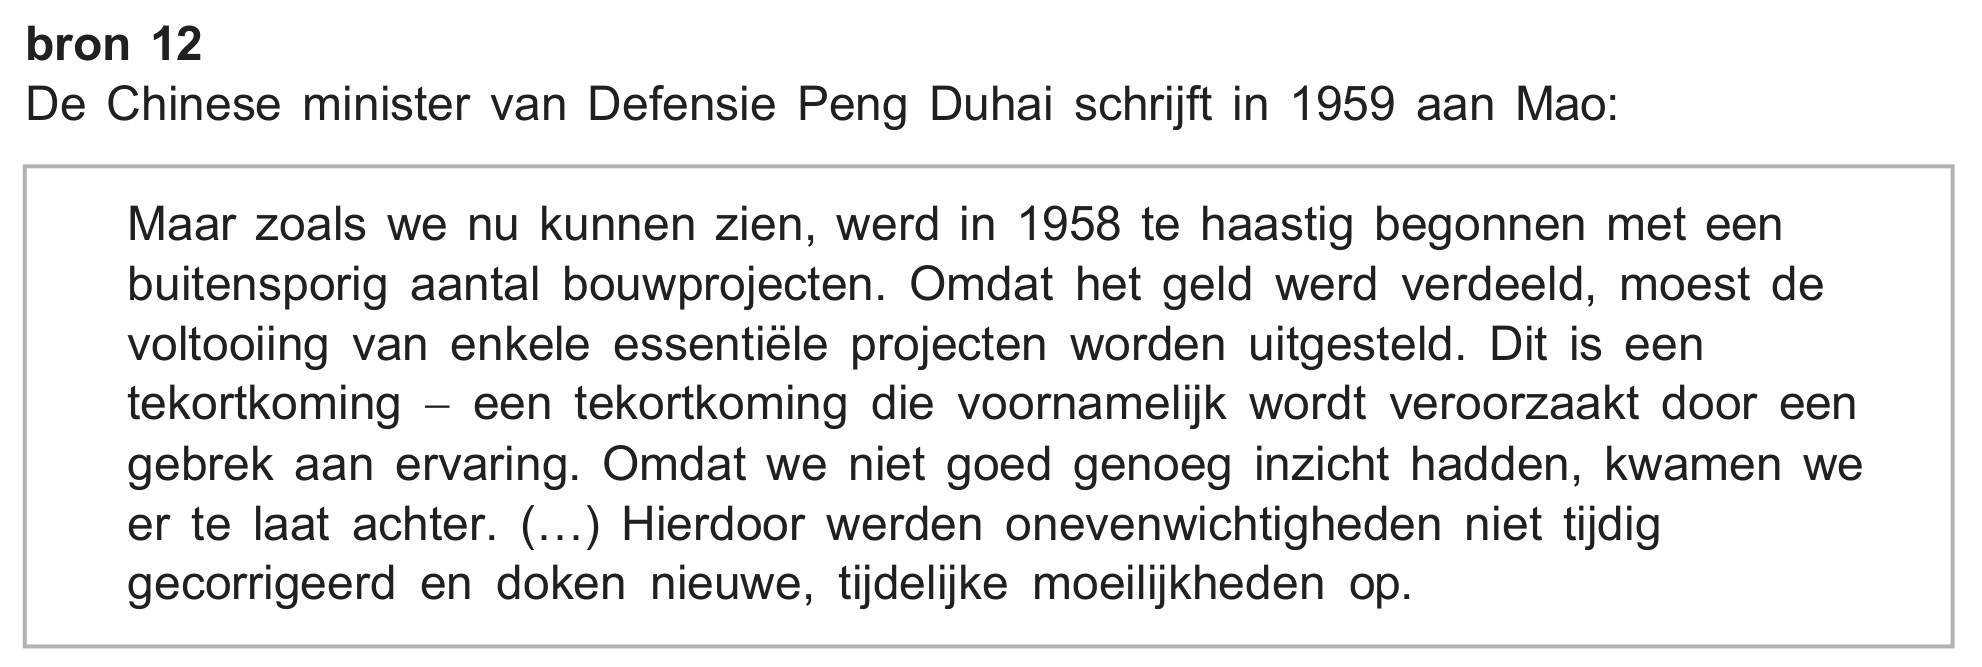 bron 12
De Chinese minister van Defensie Peng Duhai schrijft in 1959 aan Mao:
Maar zoals we nu kunnen zien, werd in 1958 te haastig begonnen met een
buitensporig aantal bouwprojecten. Omdat het geld werd verdeeld, moest de
voltooiing van enkele essentiële projecten worden uitgesteld. Dit is een
tekortkoming – een tekortkoming die voornamelijk wordt veroorzaakt door een
gebrek aan ervaring. Omdat we niet goed genoeg inzicht hadden, kwamen we
er te laat achter. (…) Hierdoor werden onevenwichtigheden niet tijdig
gecorrigeerd en doken nieuwe, tijdelijke moeilijkheden op.